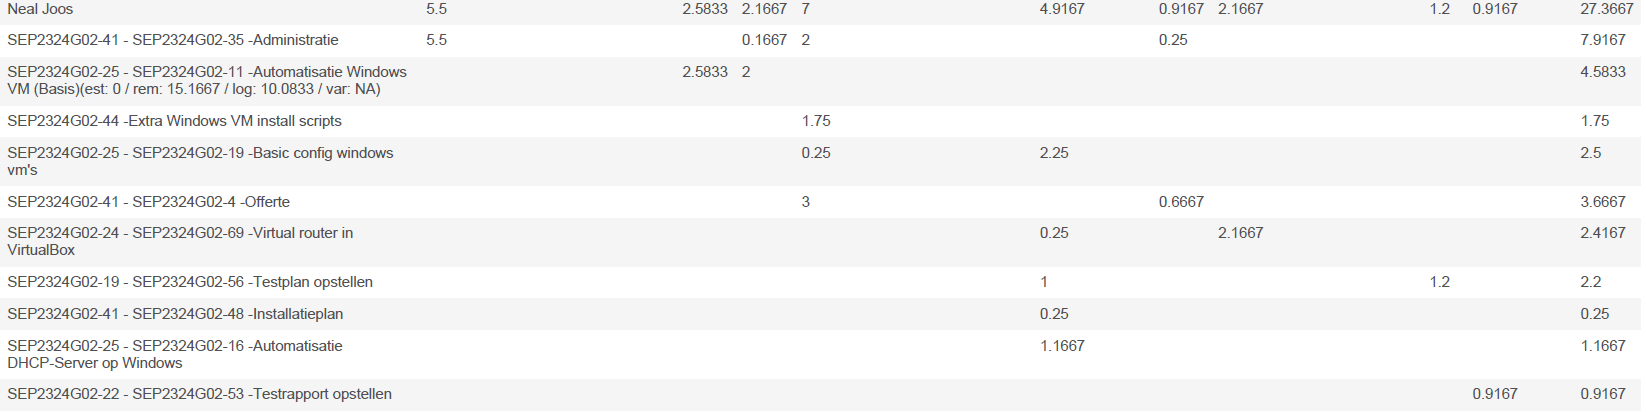 Neal Joos 5.5 2.5833 2.1667 7 4.9167 0.9167 2.1667 1.2 0.9167 27.3667
SEP2324G02-41 - SEP2324G02-35 -Administratie 5.5 0.1667 2 0.25 7.9167
SEP2324G02-25 - SEP2324G02-11 -Automatisatie Windows 2.5833 2 4.5833
VM (Basis)(est: 0 / rem: 15.1667 / log: 10.0833 / var: NA)
SEP2324G02-44 -Extra Windows VM install scripts 1.75 1.75
SEP2324G02-25 - SEP2324G02-19 -Basic config windows 0.25 2.25 2.5
vm's
SEP2324G02-41 - SEP2324G02-4 -Offerte 3 0.6667 3.6667
SEP2324G02-24 - SEP2324G02-69 -Virtual router in 0.25 2.1667 2.4167
VirtualBox
SEP2324G02-19 - SEP2324G02-56 -Testplan opstellen 1 1.2 2.2
SEP2324G02-41 - SEP2324G02-48 -Installatieplan 0.25 0.25
SEP2324G02-25 - SEP2324G02-16 -Automatisatie 1.1667 1.1667
DHCP-Server op Windows
SEP2324G02-22 - SEP2324G02-53 -Testrapport opstellen 0.9167 0.9167